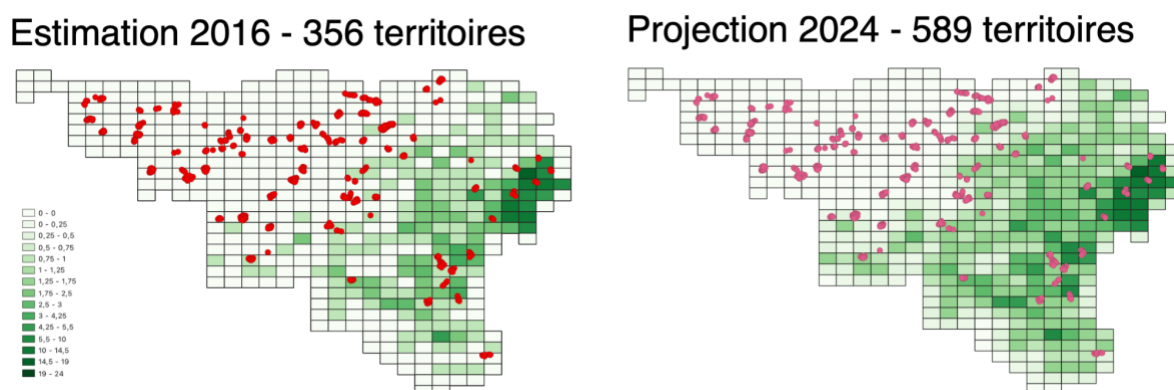 Estimation 2016 - 356 territoires
Projection 2024 - 589 territoires
0 - 0
0 - 0,25
0,25 - 0,5
0,5 - 0,75
0,75 - 1
1 - 1,25
1,25 - 1,75
1,75 - 2,5
2,5 - 3
3 - 4,25
4,25 - 5,5
5,5 - 10
10 - 14,5
14,5 - 19
19 - 24